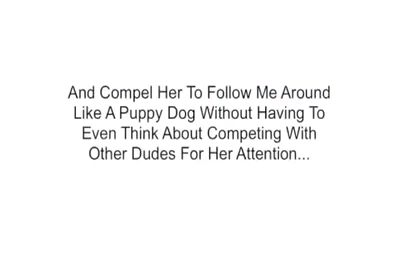 And Compel Her To Follow Me Around
Like A Puppy Dog Without Having To
Even Think About Competing With
Other Dudes For Her Attention...